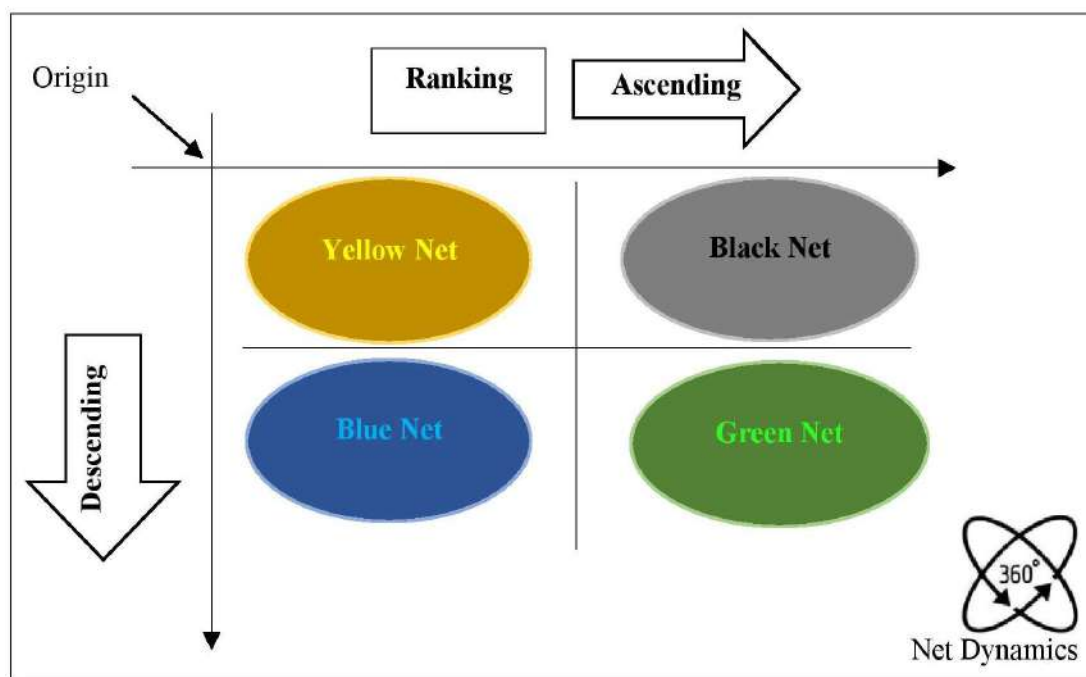 Origin
Ranking
Ascending
Yellow Net
Black Net
Descending
Blue Net
Green Net
360°
Net Dynamics